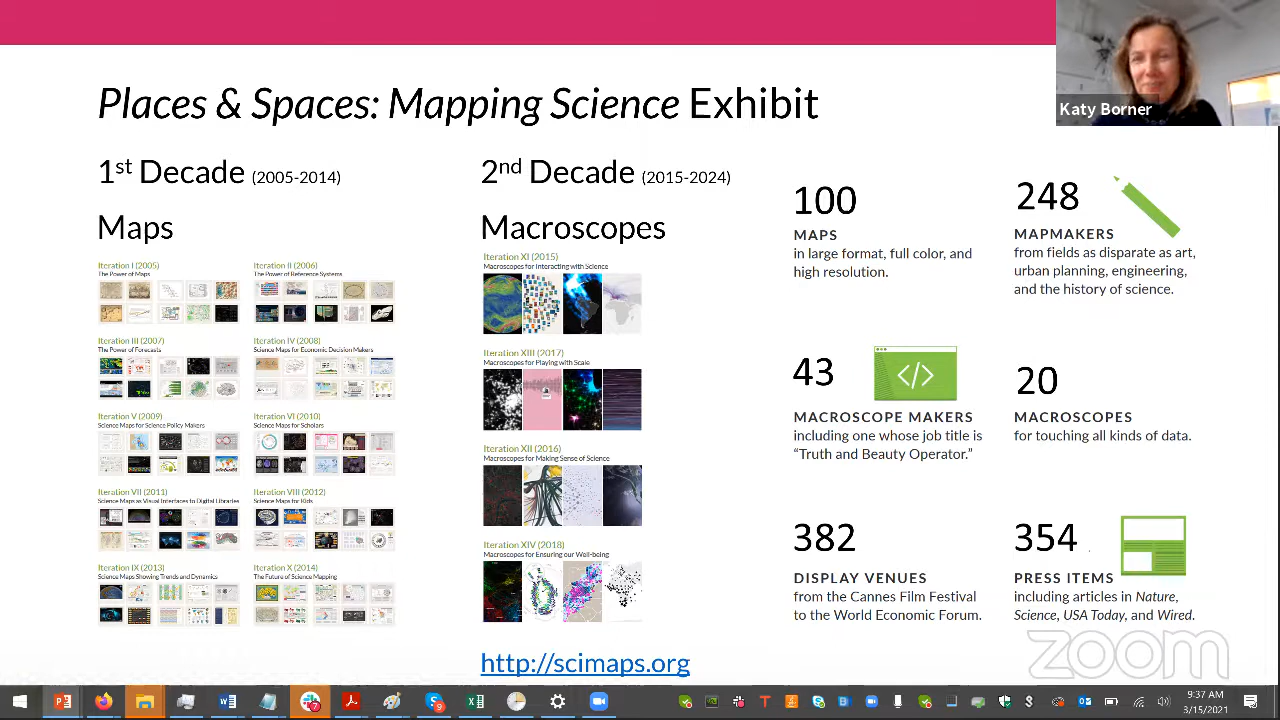 Katy Borner
Places & Spaces: Mapping Science Exhibit
1st Decade (2005-2014)
Maps
Iteration I (2005)
The Power of Maps
Iteration II (2006)
The Power of Reference Systems
Iteration III (2007)
The Power of Forecasts
Iteration IV (2008)
Science Maps for Economic Decision Makers
Iteration V (2009)
Science Maps for Science Policy Makers
Iteration VI (2010)
Science Maps for Scholars
Iteration VII (2011)
Science Maps as Visual Interfaces to Digital Libraries
Iteration VIII (2012)
Science Maps for Kids
Iteration IX (2013)
Science Maps Showing Trends and Dynamics
Iteration X (2014)
The Future of Science Mapping
2nd Decade (2015-2024)
Macroscopes
Iteration XI (2015)
Macroscopes for Interacting with Science
Iteration XIII (2017)
Macroscopes for Playing with Scale
Iteration XII (2016)
Macroscopes for Making Sense of Science
Iteration XIV (2018)
Macroscopes for Ensuring our Well-being
http://scimaps.org
100
MAPS
in large format, full color, and
high resolution.
248
MAPMAKERS
from fields as disparate as art,
urban planning, engineering,
and the history of science.
43
</>
MACROSCOPE MAKERS
including one whose job title is
“Truth and Beauty Operator.”
20
MACROSCOPES
for touching all kinds of data.
382
DISPLAY VENUES
from the Cannes Film Festival
to the World Economic Forum.
354
PRESS ITEMS
including articles in Nature,
Science, USA Today, and Wired.
zoom
9:37 AM
3/15/2021